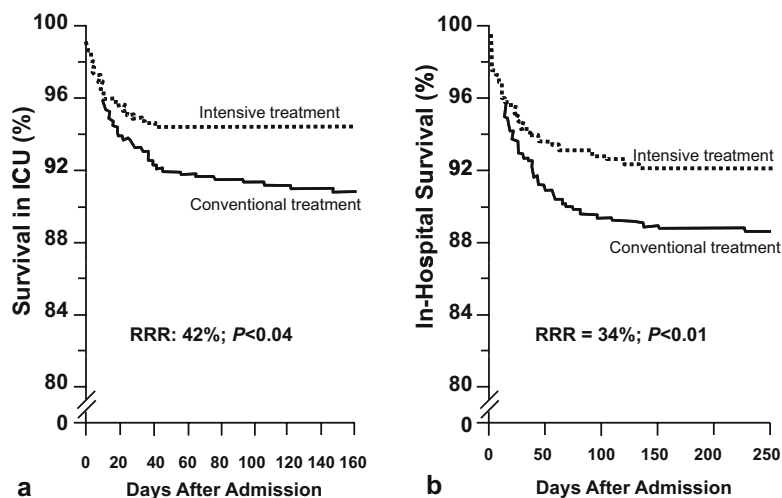 Survival in ICU (%)
100
96
92
88
84
80
0
Intensive treatment
Conventional treatment
RRR: 42%; P<0.04
0 20 40 60 80 100 120 140 160
Days After Admission
a
In-Hospital Survival (%)
100
96
92
88
84
80
0
Intensive treatment
Conventional treatment
RRR = 34%; P<0.01
0 50 100 150 200 250
Days After Admission
b